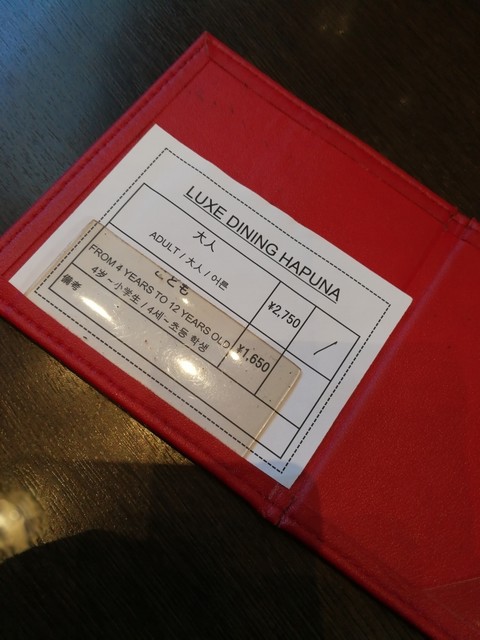 LUXE DINING HAPUNA
大人
ADULT / 大人 / 어른
¥2,750
/
こども
FROM 4 YEARS TO 12 YEARS OLD
4岁~小学生 / 4세~초등 학생
¥1,650
備考